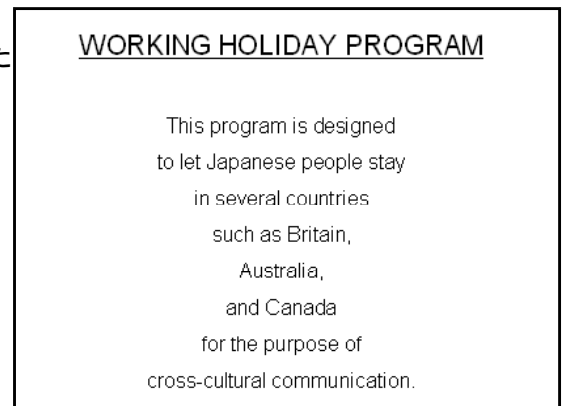 WORKING HOLIDAY PROGRAM
This program is designed
to let Japanese people stay
in several countries
such as Britain,
Australia,
and Canada
for the purpose of
cross-cultural communication.